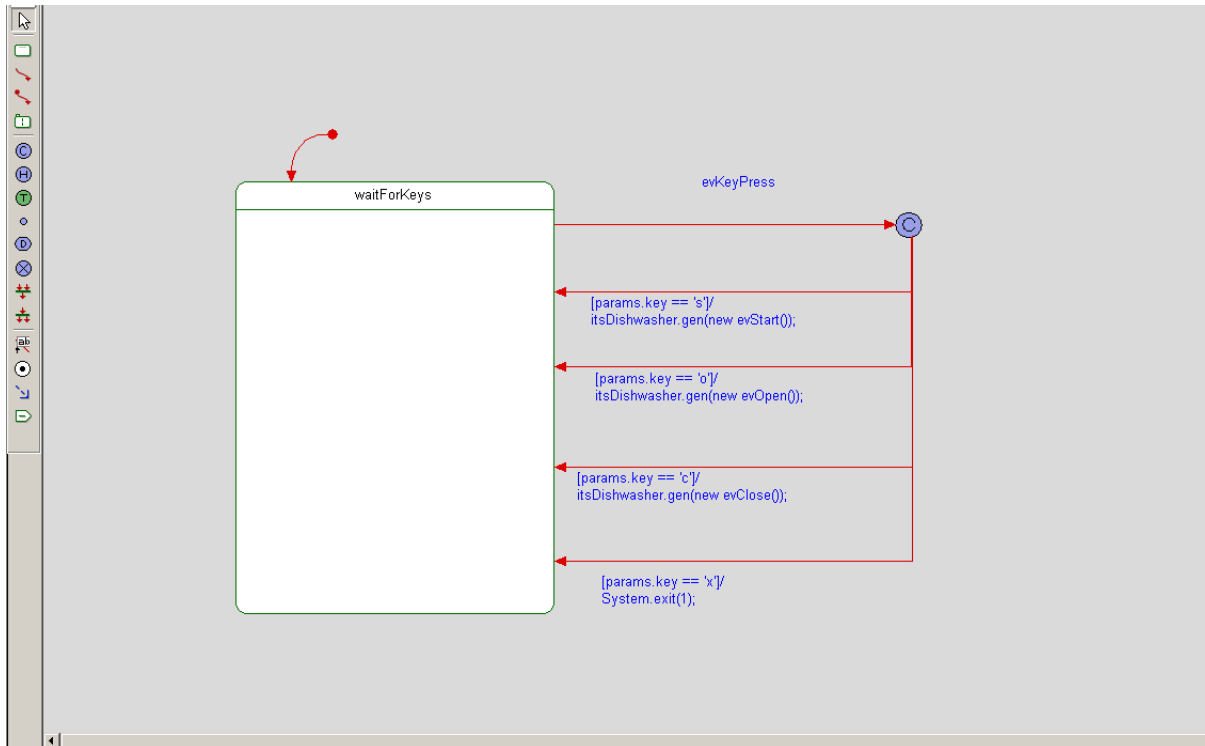 C
H
T
D
ab
waitForKeys
evKeyPress
C
[params.key == 's']/
itsDishwasher.gen(new evStart());
[params.key == 'o']/
itsDishwasher.gen(new evOpen());
[params.key == 'c']/
itsDishwasher.gen(new evClose());
[params.key == 'x']/
System.exit(1);